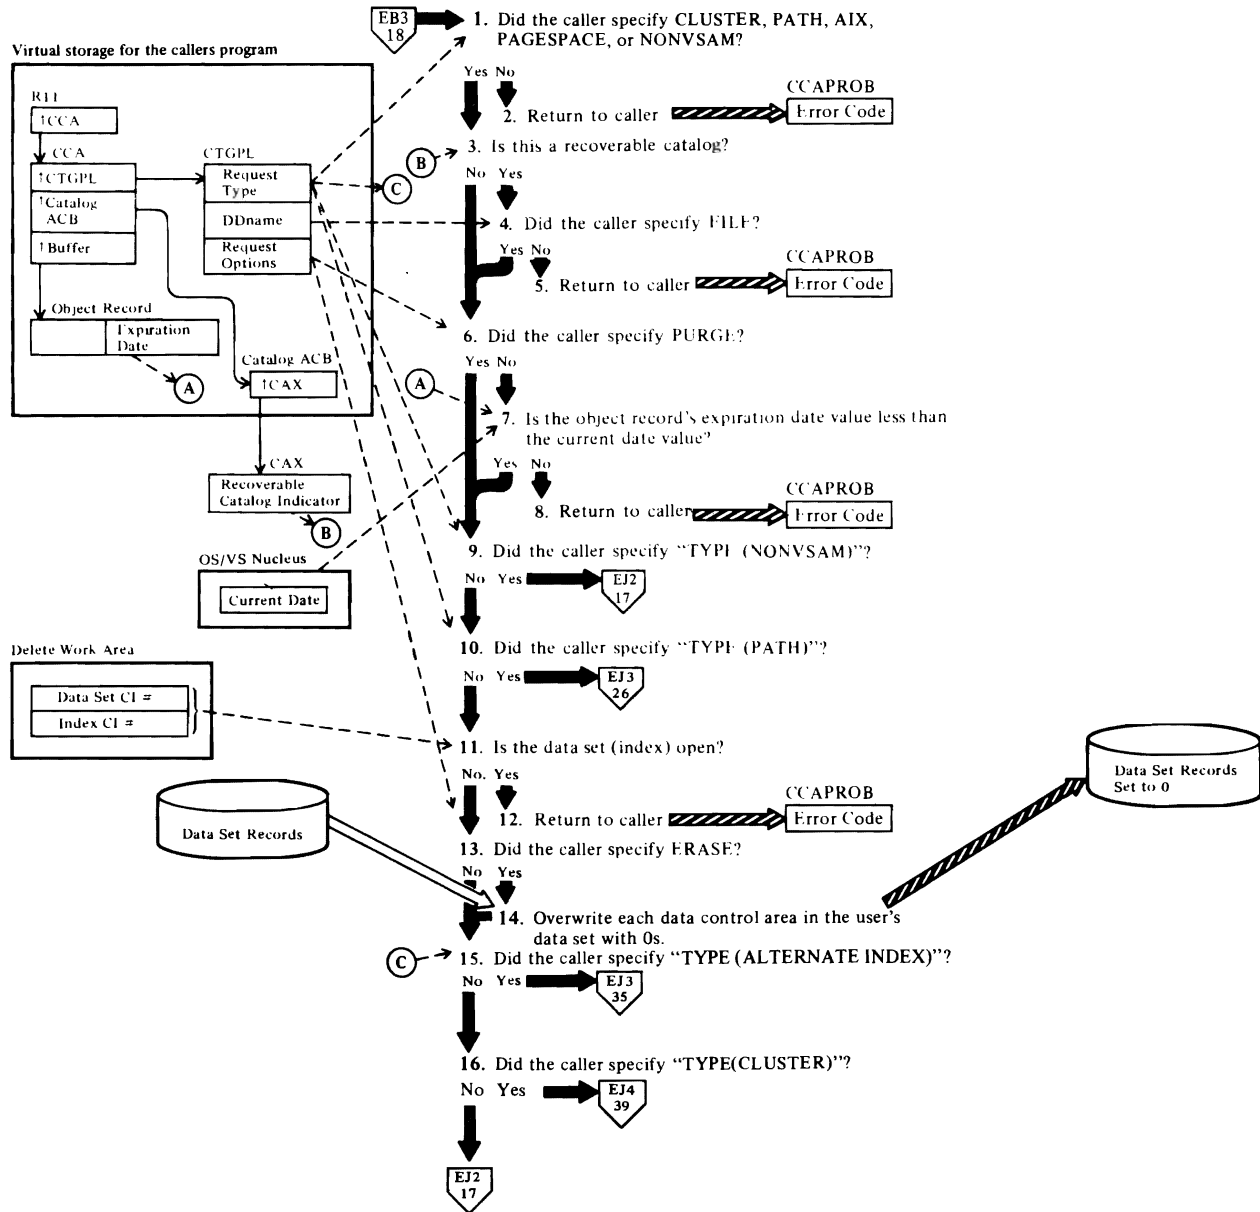 EB3
18
1. Did the caller specify CLUSTER, PATH, AIX,
PAGESPACE, or NONVSAM?
Virtual storage for the callers program
Yes No
CCAPROB
2. Return to caller
Error Code
R11
↑CCA
3. Is this a recoverable catalog?
B
No Yes
CCA
CTGPL
↑CTGPL
Request
Type
C
↑Catalog
ACB
DDname
4. Did the caller specify FILE?
↑Buffer
Request
Options
Yes No
CCAPROB
5. Return to caller
Error Code
Object Record
Expiration
Date
6. Did the caller specify PURGE?
Yes No
Catalog ACB
A
↑CAX
A
7. Is the object record's expiration date value less than
the current date value?
Yes No
CAX
Recoverable
Catalog Indicator
CCAPROB
8. Return to caller
Error Code
B
9. Did the caller specify “TYPE (NONVSAM)”?
OS/VS Nucleus
No Yes
EJ2
17
Current Date
10. Did the caller specify “TYPE (PATH)”?
Delete Work Area
No Yes
EJ3
26
Data Set CI #
Index CI #
11. Is the data set (index) open?
No. Yes
CCAPROB
Data Set Records
Set to 0
12. Return to caller
Error Code
Data Set Records
13. Did the caller specify ERASE?
No Yes
14. Overwrite each data control area in the user's
data set with 0s.
C
15. Did the caller specify “TYPE (ALTERNATE INDEX)”?
No Yes
EJ3
35
16. Did the caller specify “TYPE(CLUSTER)”?
No Yes
EJ4
39
EJ2
17